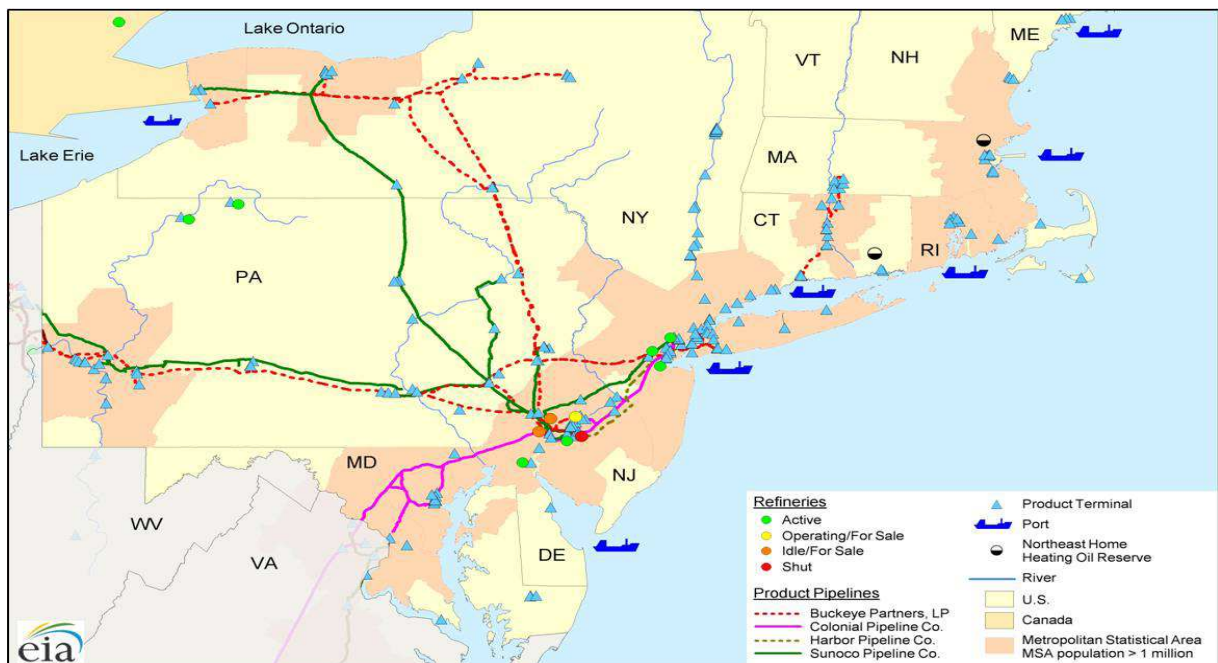 Lake Ontario
ME
VT
NH
Lake Erie
MA
NY
CT
RI
PA
MD
NJ
WV
VA
DE
eia
Refineries
Active
Operating/For Sale
Idle/For Sale
Shut
Product Pipelines
Buckeye Partners, LP
Colonial Pipeline Co.
Harbor Pipeline Co.
Sunoco Pipeline Co.
Product Terminal
Port
Northeast Home
Heating Oil Reserve
River
U.S.
Canada
Metropolitan Statistical Area
MSA population > 1 million